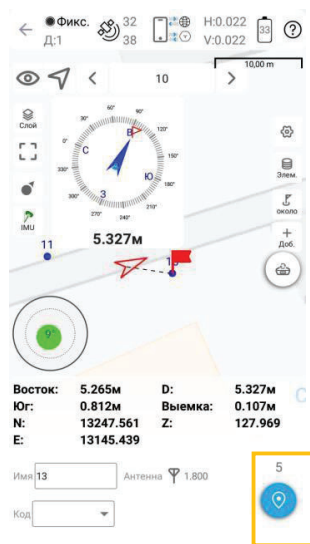 Фикс. 32 H:0.022 33
Д:1 38 V:0.022
10 10,00 m
Слой
60° 90°
В 120°
0° С 150°
330° Ю 180°
300° З 210°
270° 240°
5.327м
IMU
Элем.
около
Доб.
11
9°
Восток: 5.265м D: 5.327м
Юг: 0.812м Выемка: 0.107м
N: 13247.561 Z: 127.969
E: 13145.439
Имя 13 Антенна 1.800
5
Код